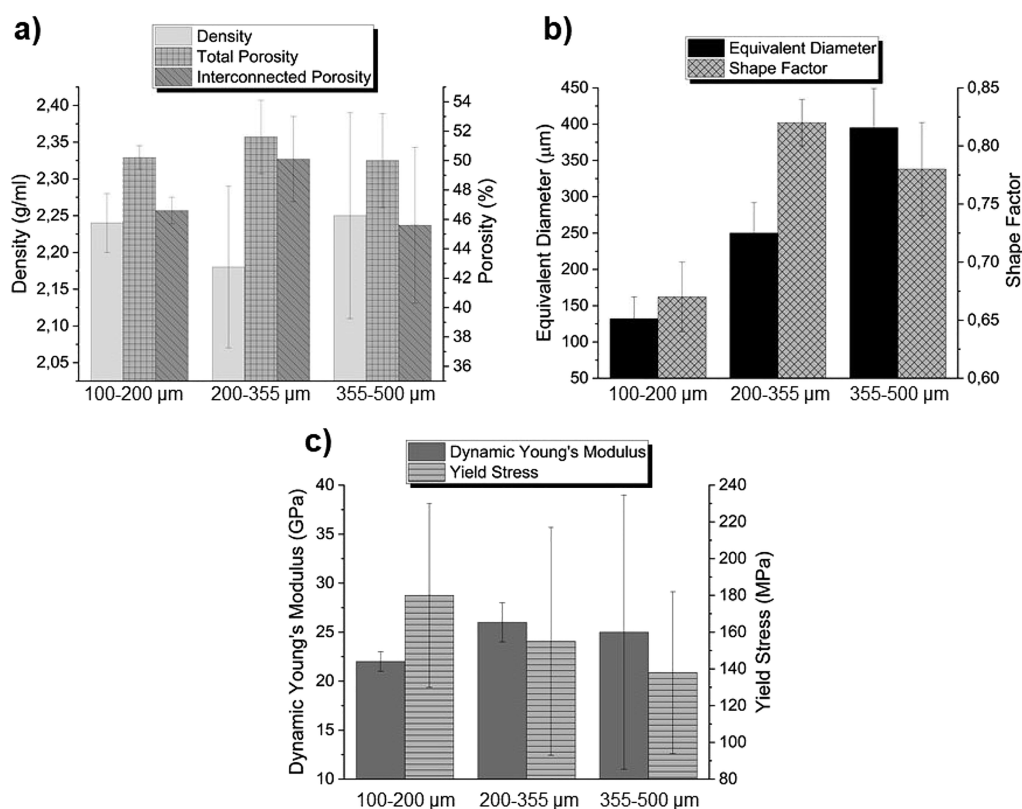 a)
Density
Total Porosity
Interconnected Porosity
Density (g/ml)
2,40
2,35
2,30
2,25
2,20
2,15
2,10
2,05
Porosity (%)
54
52
50
48
46
44
42
40
38
36
100-200 µm 200-355 µm 355-500 µm
b)
Equivalent Diameter
Shape Factor
Equivalent Diameter (µm)
450
400
350
300
250
200
150
100
50
Shape Factor
0,85
0,80
0,75
0,70
0,65
0,60
100-200 µm 200-355 µm 355-500 µm
c)
Dynamic Young's Modulus
Yield Stress
Dynamic Young's Modulus (GPa)
40
35
30
25
20
15
10
Yield Stress (MPa)
240
220
200
180
160
140
120
100
80
100-200 µm 200-355 µm 355-500 µm